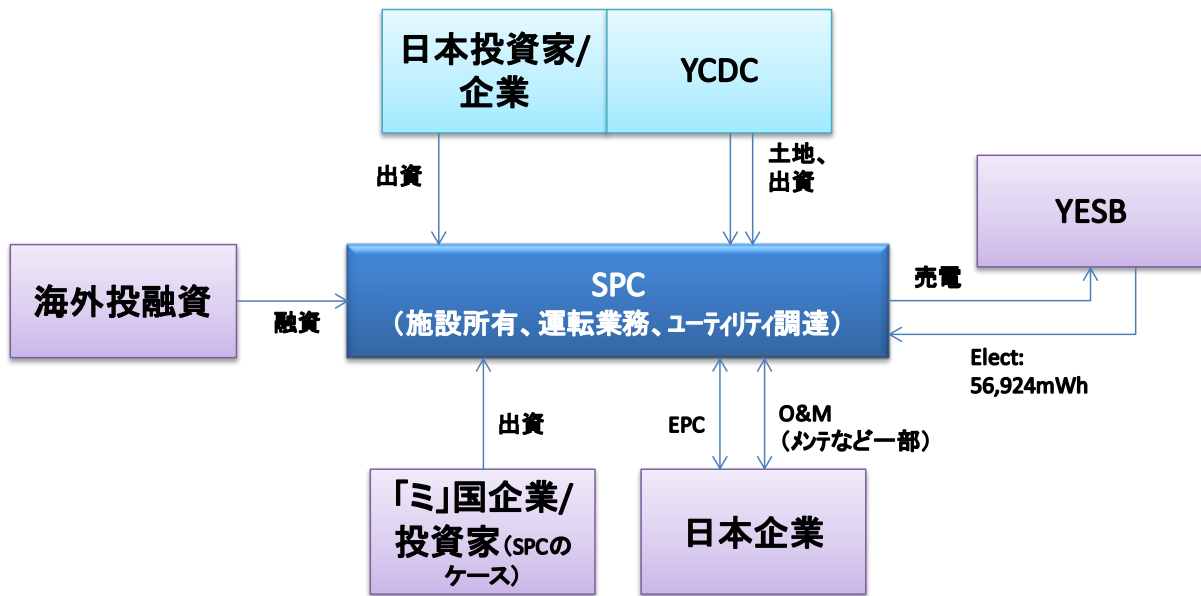 日本投資家/
企業
YCDC
出資
土地、
出資
YESB
海外投融資
融資
SPC
（施設所有、運転業務、ユーティリティ調達）
売電
Elect:
56,924mWh
出資
EPC
O&M
（メンテなど一部）
「ミ」国企業/
投資家（SPCの
ケース）
日本企業